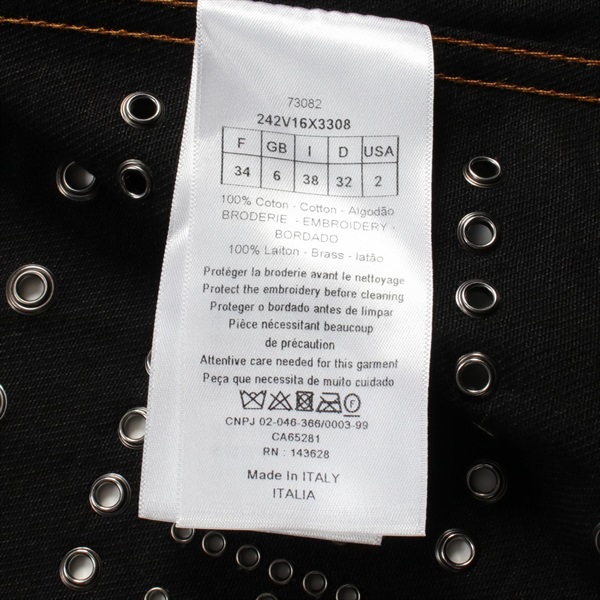 73082
242V16X3308
F GB I D USA
34 6 38 32 2
100% Coton - Cotton - Algodão
BRODERIE - EMBROIDERY -
BORDADO
100% Laiton - Brass - latão
Protéger la broderie avant le nettoyage
Protect the embroidery before cleaning
Proteger o bordado antes de limpar
Pièce nécessitant beaucoup
de précaution
Attentive care needed for this garment
Peça que necessita de muito cuidado
F
CNPJ 02-046-366/0003-99
CA65281
RN : 143628
Made In ITALY
ITALIA